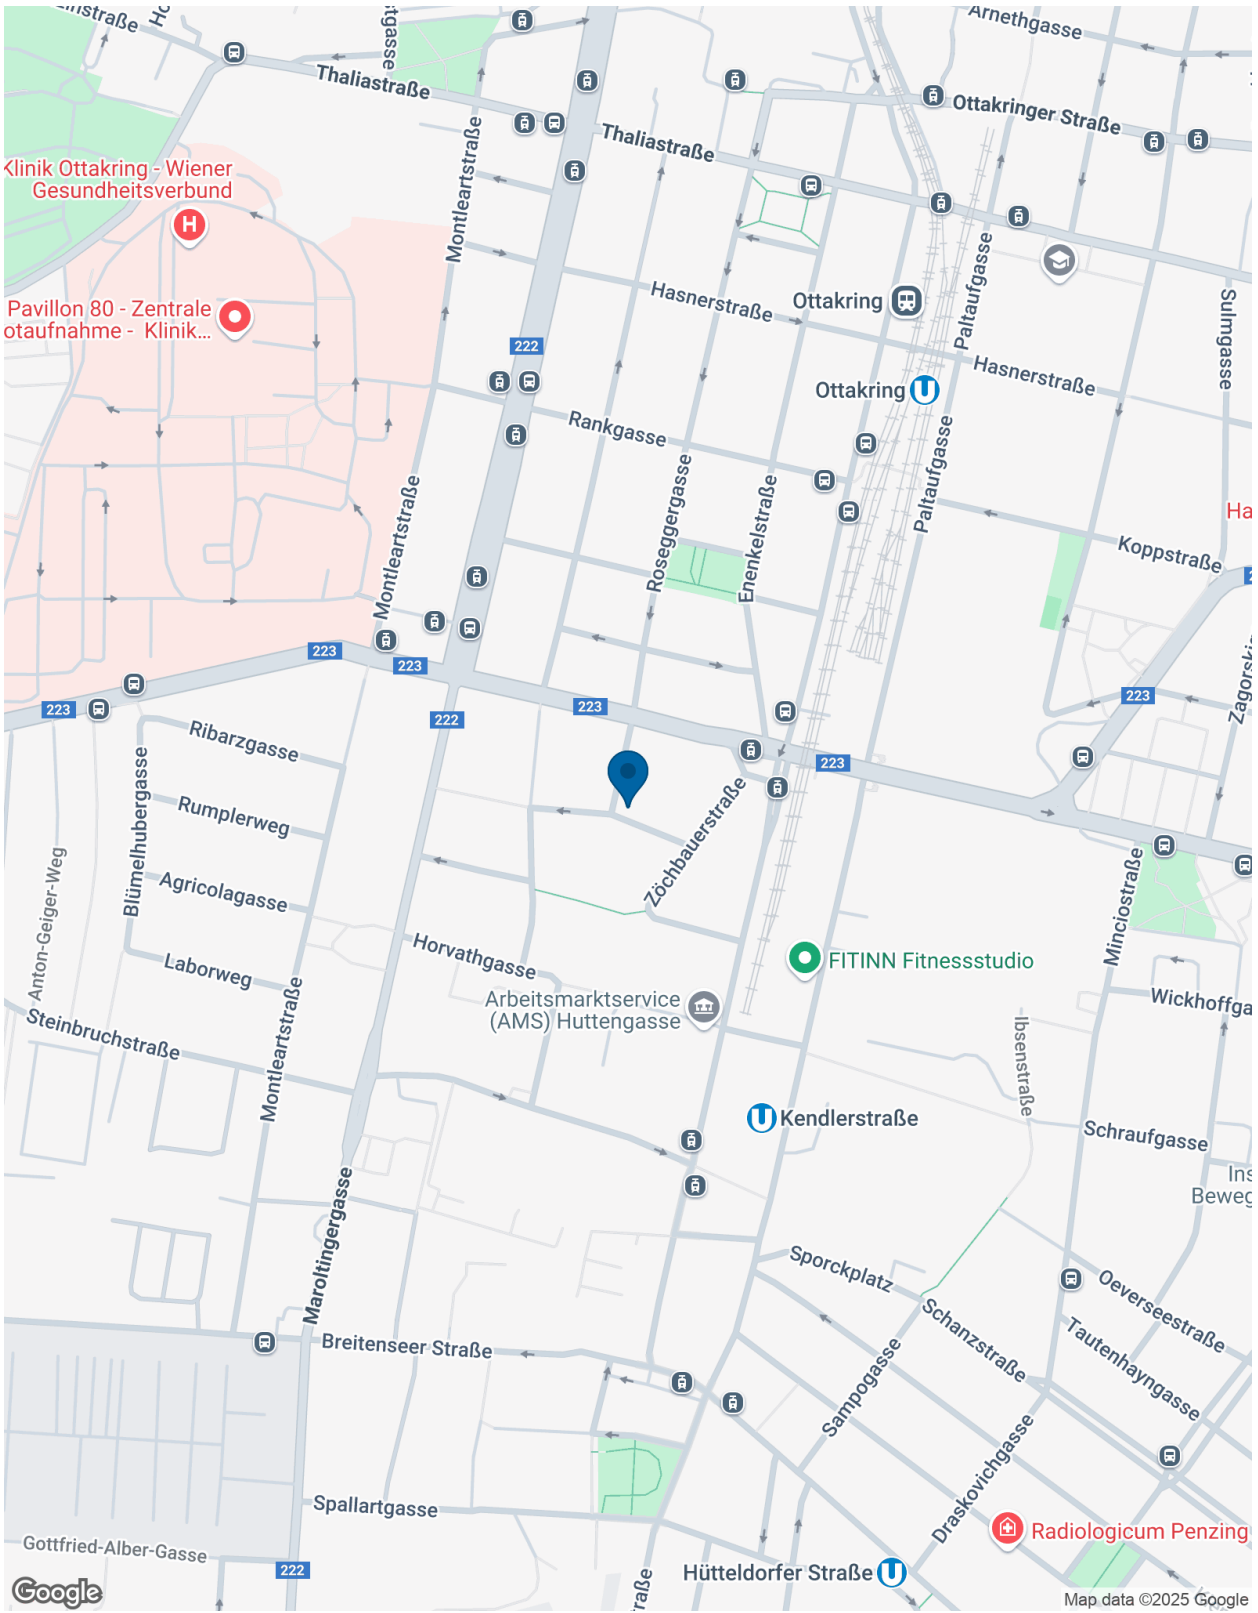 Thaliastraße
Arnethgasse
Ottakringer Straße
Thaliastraße
Klinik Ottakring - Wiener
Gesundheitsverbund
H
Montleartstraße
Pavillon 80 - Zentrale
otaufnahme - Klinik...
Hasnerstraße
Ottakring
Paltaufgasse
Sulmgasse
222
Hasnerstraße
Ottakring
U
Rankgasse
Roseggergasse
Enenkelstraße
Paltaufgasse
Ha
Koppstraße
Montleartstraße
223
223
223
223
222
223
223
Ribarzgasse
Blümelhubergasse
Rumplerweg
Zöchbauerstraße
Anton-Geiger-Weg
Agricolagasse
Minciostraße
Horvathgasse
Laborweg
FITINN Fitnessstudio
Arbeitsmarktservice
(AMS) Huttengasse
Wickhoffga
Steinbruchstraße
Montleartstraße
Ibsenstraße
U
Kendlerstraße
Schraufgasse
Ins
Beweg
Maroltingergasse
Sporckplatz
Oeverseestraße
Schanzstraße
Tautenhayngasse
Breitenseer Straße
Sampogasse
Draskovichgasse
Spallartgasse
Radiologicum Penzing
Gottfried-Alber-Gasse
222
Hütteldorfer Straße
U
Google
Map data ©2025 Google